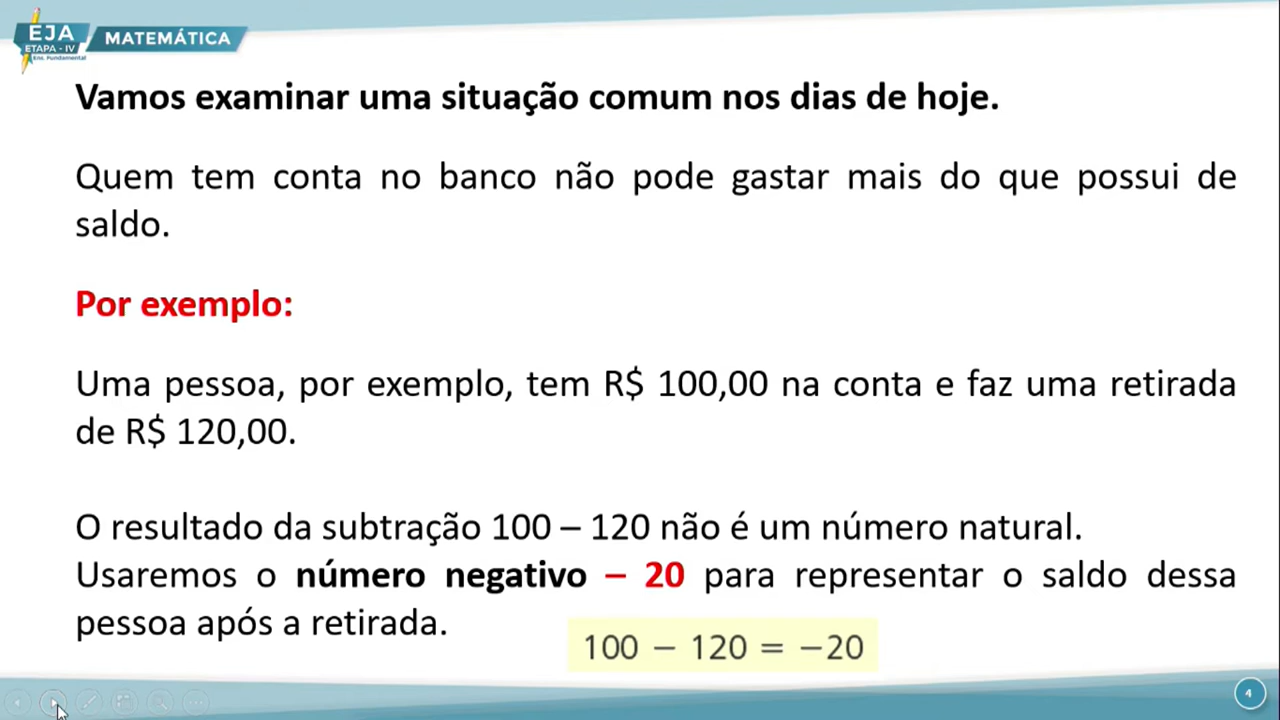 EJA
ETAPA - IV
Ens. Fundamental
MATEMÁTICA
Vamos examinar uma situação comum nos dias de hoje.
Quem tem conta no banco não pode gastar mais do que possui de
saldo.
Por exemplo:
Uma pessoa, por exemplo, tem R$ 100,00 na conta e faz uma retirada
de R$ 120,00.
O resultado da subtração 100 – 120 não é um número natural.
Usaremos o número negativo – 20 para representar o saldo dessa
pessoa após a retirada.
100 − 120 = −20
4